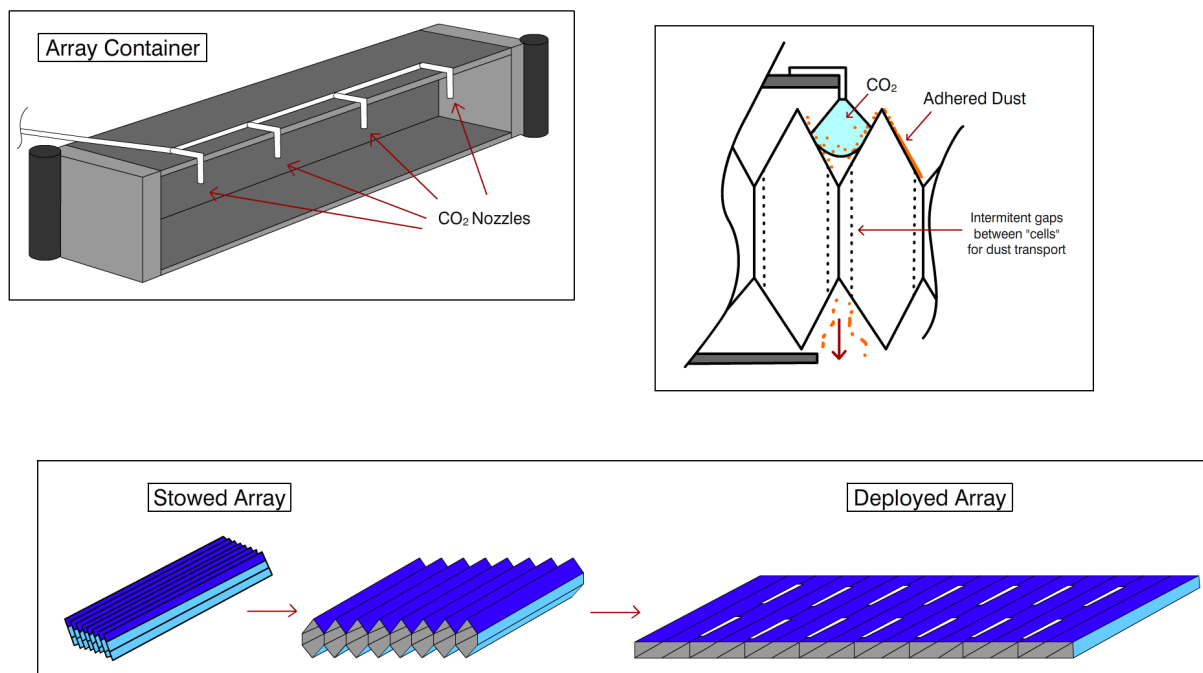 Array Container
CO₂ Nozzles
CO₂
Adhered Dust
Intermitent gaps
between "cells"
for dust transport
Stowed Array
Deployed Array